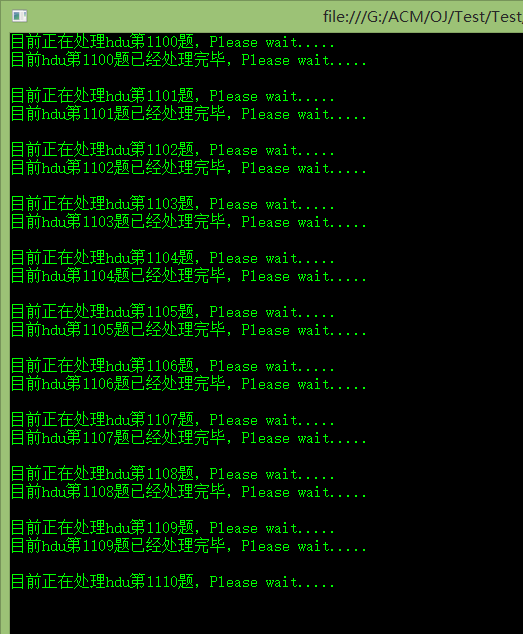 file:///G:/ACM/OJ/Test/Test_
目前正在处理hdu第1100题，Please wait.....
目前hdu第1100题已经处理完毕，Please wait.....
目前正在处理hdu第1101题，Please wait.....
目前hdu第1101题已经处理完毕，Please wait.....
目前正在处理hdu第1102题，Please wait.....
目前hdu第1102题已经处理完毕，Please wait.....
目前正在处理hdu第1103题，Please wait.....
目前hdu第1103题已经处理完毕，Please wait.....
目前正在处理hdu第1104题，Please wait.....
目前hdu第1104题已经处理完毕，Please wait.....
目前正在处理hdu第1105题，Please wait.....
目前hdu第1105题已经处理完毕，Please wait.....
目前正在处理hdu第1106题，Please wait.....
目前hdu第1106题已经处理完毕，Please wait.....
目前正在处理hdu第1107题，Please wait.....
目前hdu第1107题已经处理完毕，Please wait.....
目前正在处理hdu第1108题，Please wait.....
目前hdu第1108题已经处理完毕，Please wait.....
目前正在处理hdu第1109题，Please wait.....
目前hdu第1109题已经处理完毕，Please wait.....
目前正在处理hdu第1110题，Please wait.....